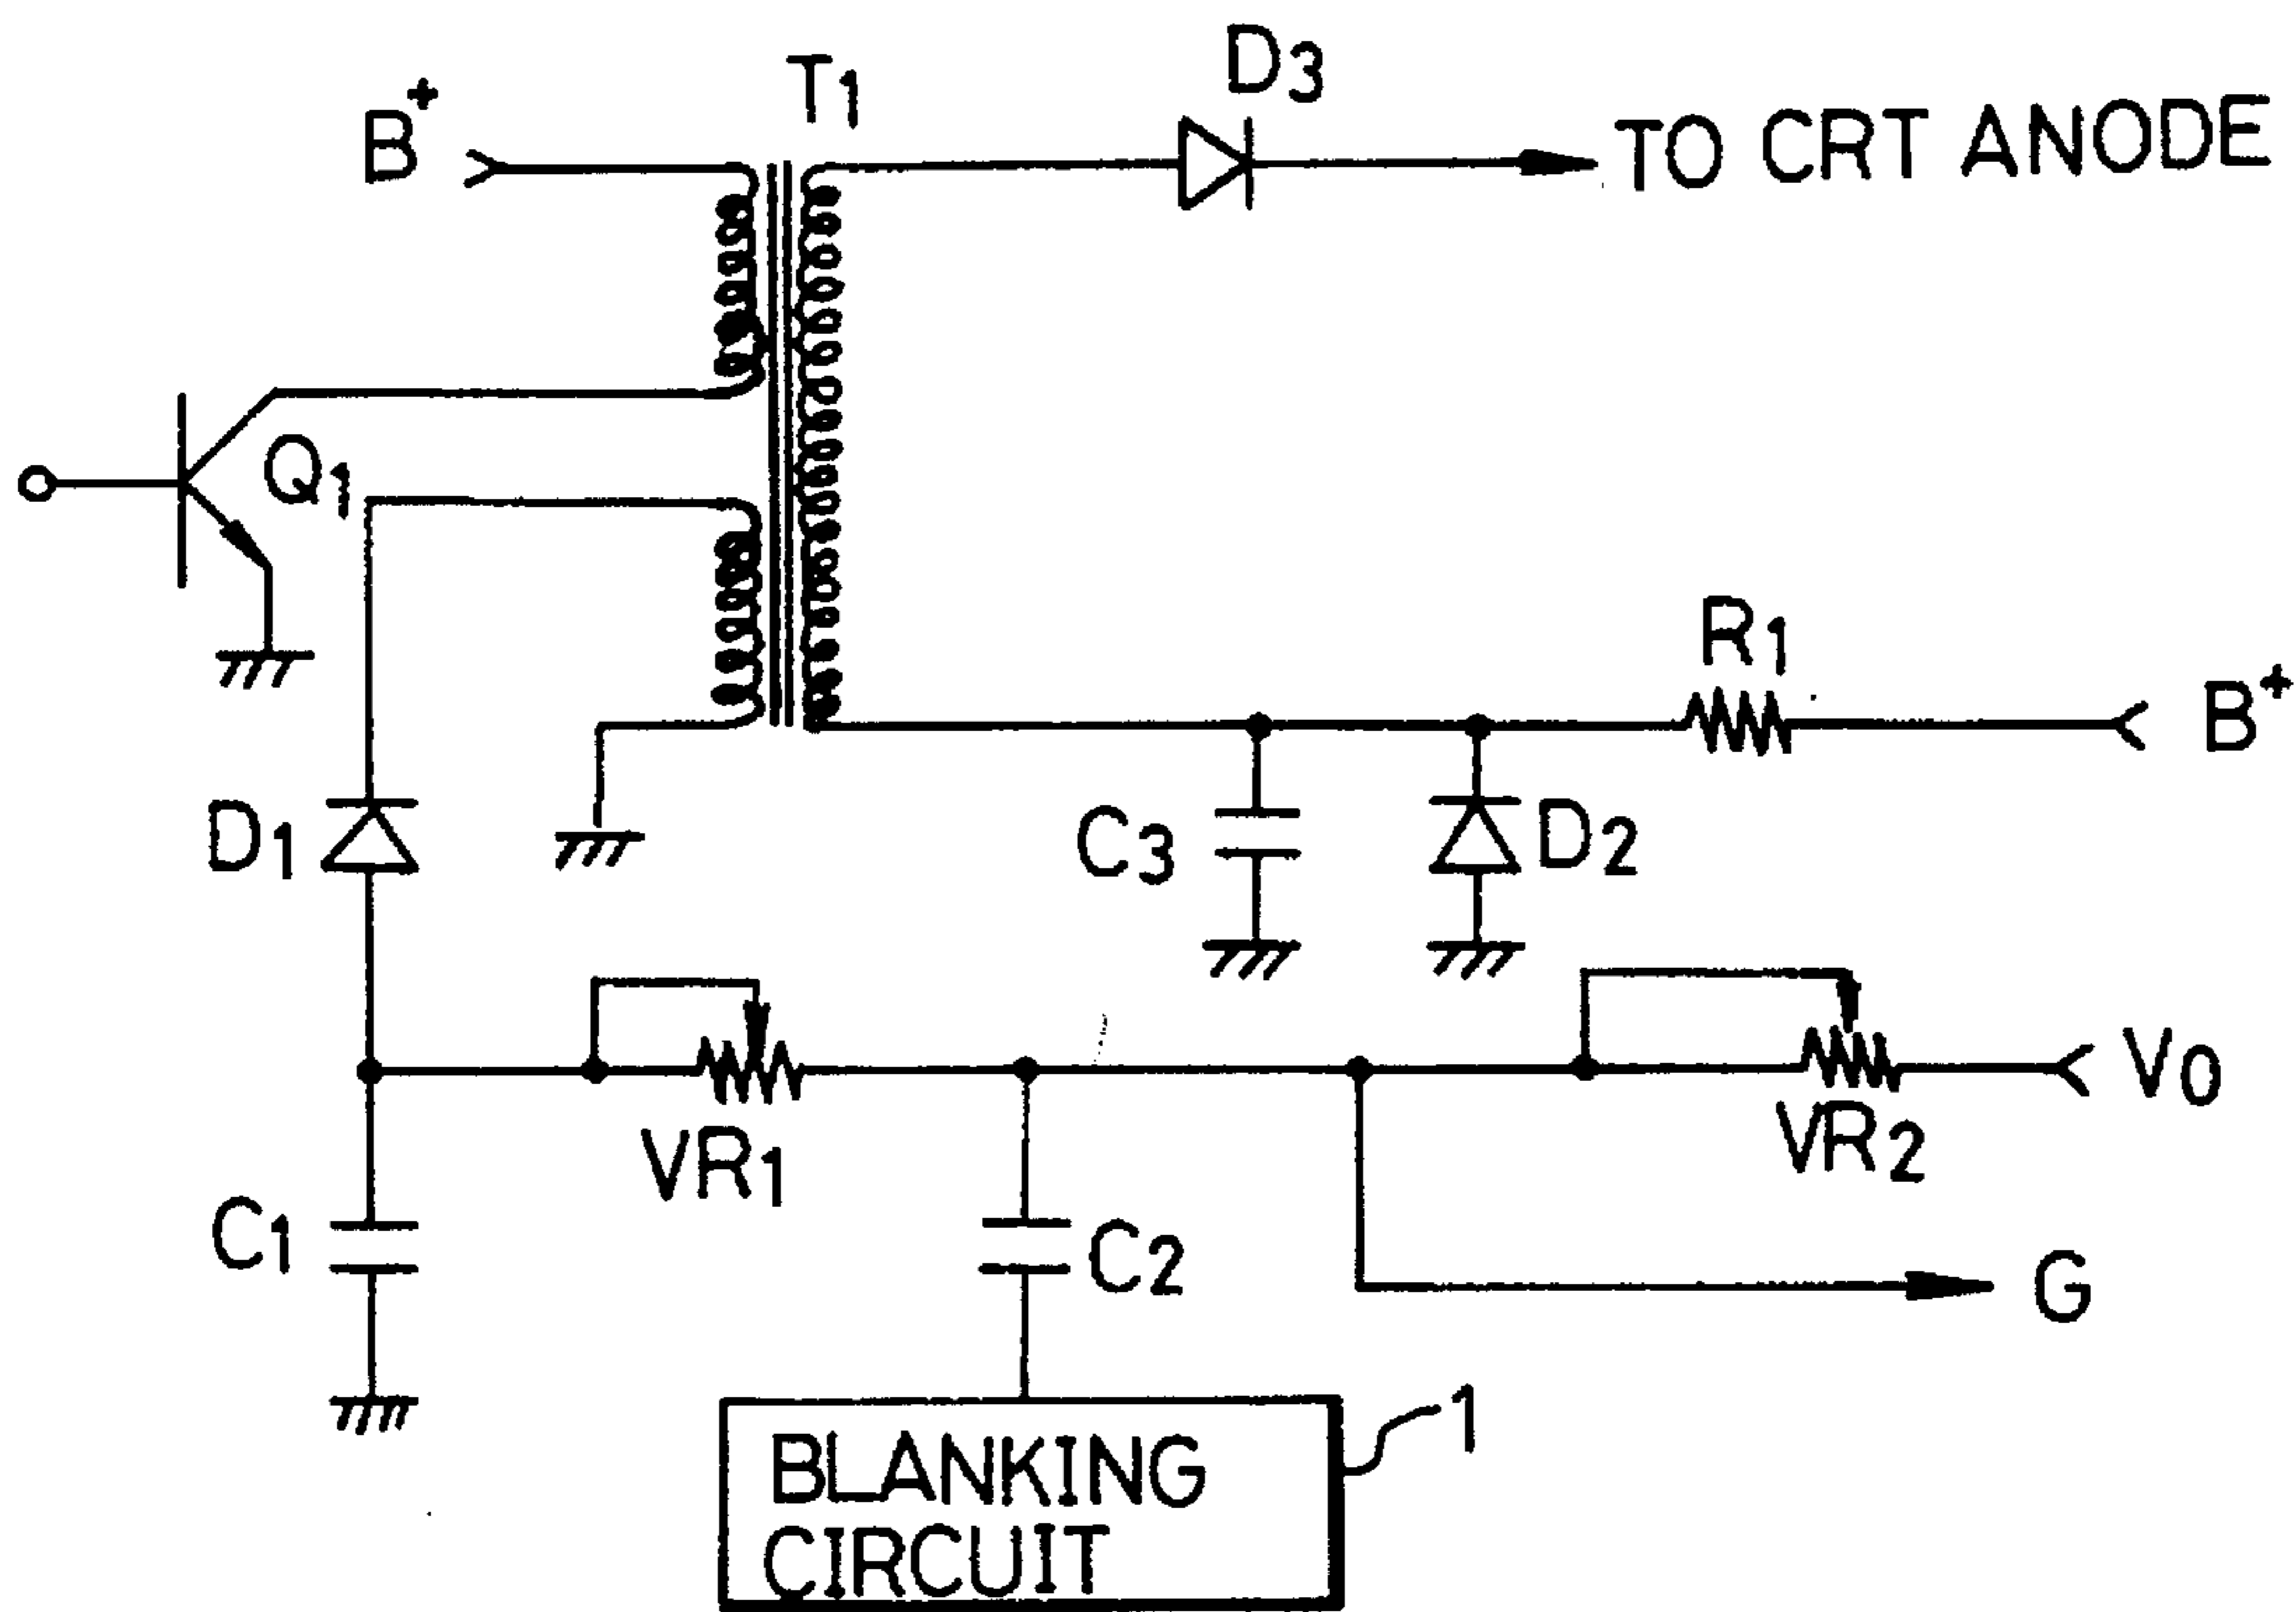 B+
T1
D3
TO CRT ANODE
Q1
R1
B+
D1
C3
D2
VR1
VR2
V0
C1
C2
G
1
BLANKING
CIRCUIT